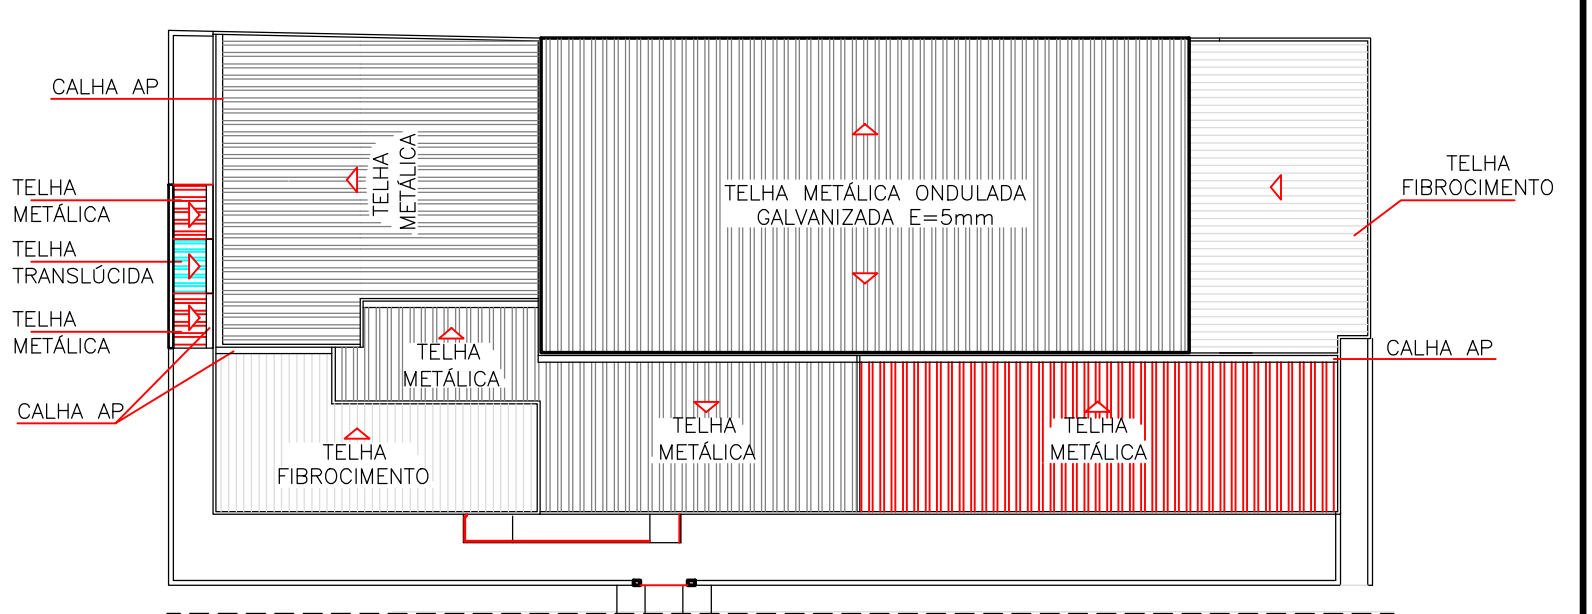 CALHA AP
TELHA
METÁLICA
TELHA
TRANSLÚCIDA
TELHA
METÁLICA
CALHA AP
TELHA
METÁLICA
TELHA
METÁLICA
TELHA
FIBROCIMENTO
TELHA METÁLICA ONDULADA
GALVANIZADA E=5mm
TELHA
METÁLICA
TELHA
METÁLICA
TELHA
FIBROCIMENTO
CALHA AP